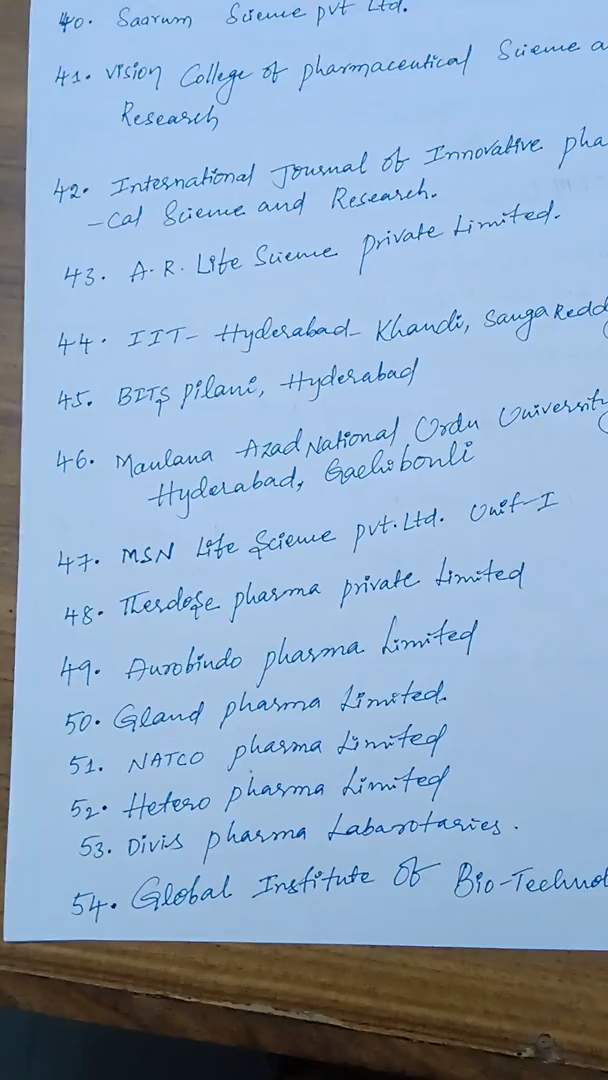 40. Saarum Science pvt Ltd.
41. Vision College of pharmaceutical Science a
Research
42. International Journal of Innovative pha
-Cal Science and Research.
43. A.R. Life Science private Limited.
44. IIT- Hyderabad- Khandi, SangaRedd
45. BITS pilani, Hyderabad
46. Maulana Azad National Urdu University
Hyderabad, Gachibonli
47. MSN Life Science pvt.Ltd. Unit-I
48. Therdose pharma private Limited
49. Aurobindo pharma Limited
50. Gland pharma Limited.
51. NATCO pharma Limited
52. Hetero pharma Limited
53. Divis pharma Labarotaries.
54. Global Institute Of Bio-Technol